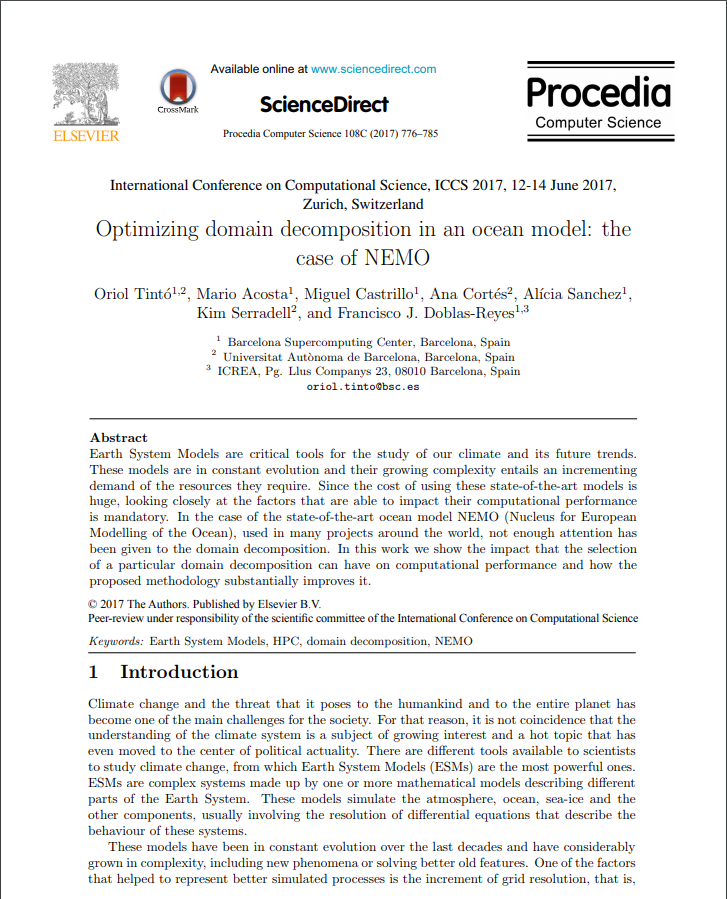 ELSEVIER
CrossMark
Available online at www.sciencedirect.com
ScienceDirect
Procedia Computer Science 108C (2017) 776–785
Procedia
Computer Science
International Conference on Computational Science, ICCS 2017, 12-14 June 2017,
Zurich, Switzerland
Optimizing domain decomposition in an ocean model: the
case of NEMO
Oriol Tintó1,2, Mario Acosta1, Miguel Castrillo1, Ana Cortés2, Alícia Sanchez1,
Kim Serradell2, and Francisco J. Doblas-Reyes1,3
1 Barcelona Supercomputing Center, Barcelona, Spain
2 Universitat Autònoma de Barcelona, Barcelona, Spain
3 ICREA, Pg. Llus Companys 23, 08010 Barcelona, Spain
oriol.tinto@bsc.es
Abstract
Earth System Models are critical tools for the study of our climate and its future trends.
These models are in constant evolution and their growing complexity entails an incrementing
demand of the resources they require. Since the cost of using these state-of-the-art models is
huge, looking closely at the factors that are able to impact their computational performance
is mandatory. In the case of the state-of-the-art ocean model NEMO (Nucleus for European
Modelling of the Ocean), used in many projects around the world, not enough attention has
been given to the domain decomposition. In this work we show the impact that the selection
of a particular domain decomposition can have on computational performance and how the
proposed methodology substantially improves it.
© 2017 The Authors. Published by Elsevier B.V.
Peer-review under responsibility of the scientific committee of the International Conference on Computational Science
Keywords: Earth System Models, HPC, domain decomposition, NEMO
1 Introduction
Climate change and the threat that it poses to the humankind and to the entire planet has
become one of the main challenges for the society. For that reason, it is not coincidence that the
understanding of the climate system is a subject of growing interest and a hot topic that has
even moved to the center of political actuality. There are different tools available to scientists
to study climate change, from which Earth System Models (ESMs) are the most powerful ones.
ESMs are complex systems made up by one or more mathematical models describing different
parts of the Earth System. These models simulate the atmosphere, ocean, sea-ice and the
other components, usually involving the resolution of differential equations that describe the
behaviour of these systems.
These models have been in constant evolution over the last decades and have considerably
grown in complexity, including new phenomena or solving better old features. One of the factors
that helped to represent better simulated processes is the increment of grid resolution, that is,